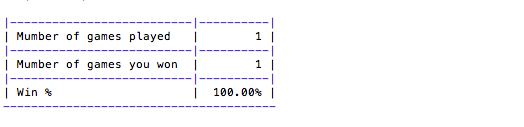 |--------------------------|----------|
| Mumber of games played | 1 |
|--------------------------|----------|
| Mumber of games you won | 1 |
|--------------------------|----------|
| Win % | 100.00% |
---------------------------------------